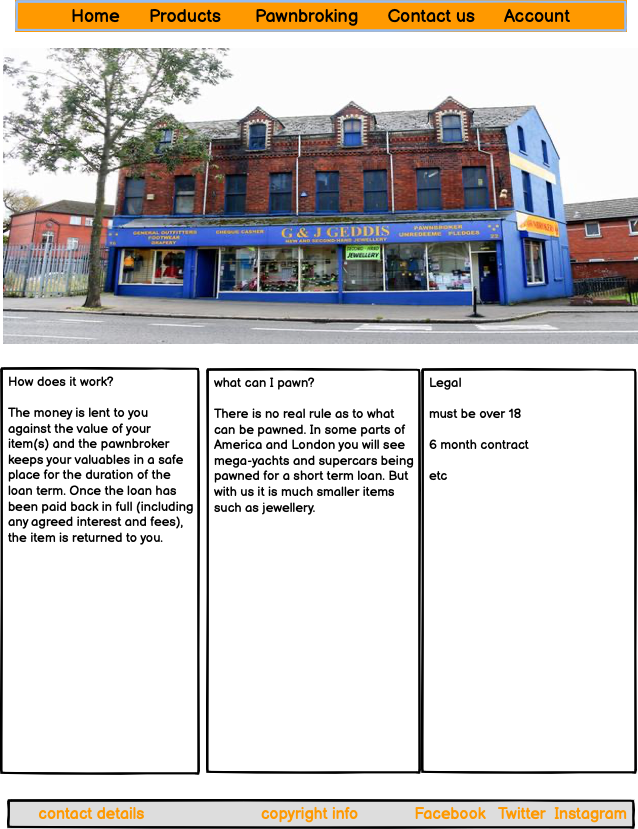 Home Products Pawnbroking Contact us Account
GENERAL OUTFITTERS
FOOTWEAR
DRAPERY
CHEQUE CASHER
G & J GEDDIS
NEW AND SECOND-HAND JEWELLERY
PAWNBROKER
UNREDEEMED PLEDGES
SECOND-HAND
JEWELLERY
How does it work?
The money is lent to you
against the value of your
item(s) and the pawnbroker
keeps your valuables in a safe
place for the duration of the
loan term. Once the loan has
been paid back in full (including
any agreed interest and fees),
the item is returned to you.
what can I pawn?
There is no real rule as to what
can be pawned. In some parts of
America and London you will see
mega-yachts and supercars being
pawned for a short term loan. But
with us it is much smaller items
such as jewellery.
Legal
must be over 18
6 month contract
etc
contact details copyright info Facebook Twitter Instagram